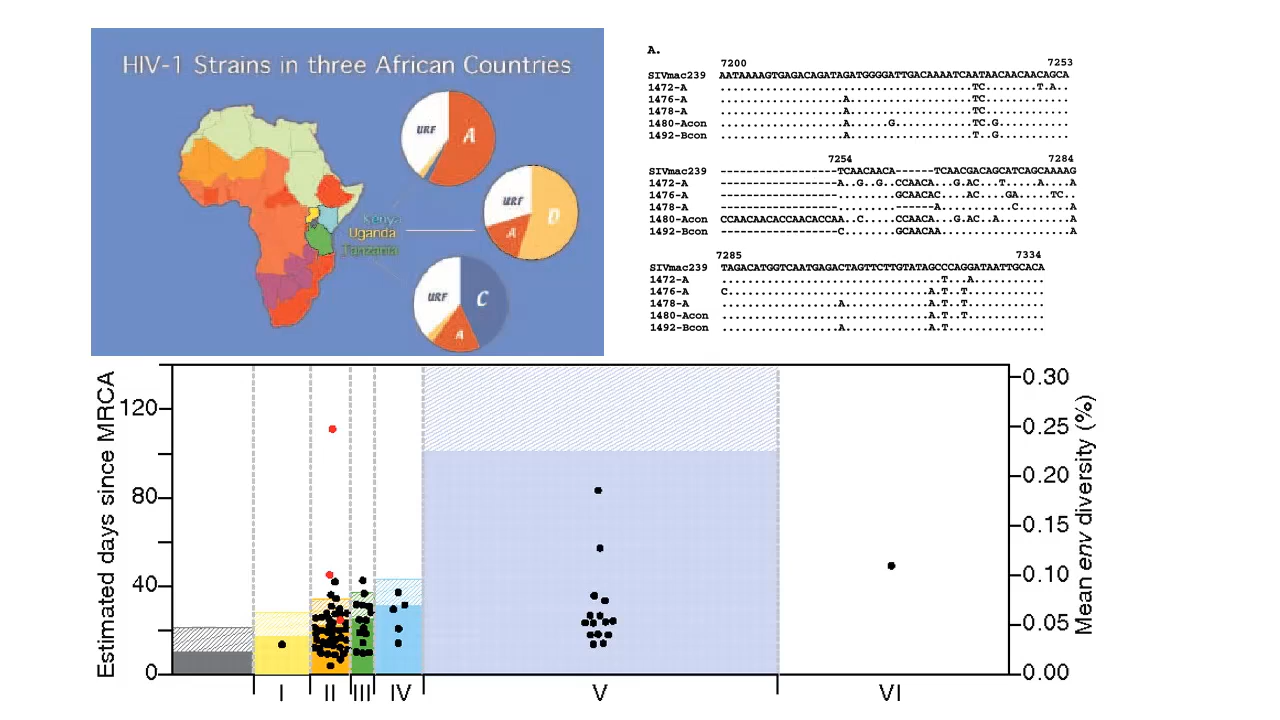 HIV-1 Strains in three African Countries
URF
A
URF
D
A
Kenya
Uganda
Tanzania
URF
C
A
A.
7200 7253
SIVmac239 AATAAAAGTGAGACAGATAGATGGGGATTGACAAAATCAATAACAACAACAGCA
1472-A .......................................TC........T.A..
1476-A ...................A...................TC.............
1478-A ...................A...................TC.............
1480-Acon ...................A......G............TC.G...........
1492-Bcon ...................A...................T..G...........
7254 7284
SIVmac239 ------------------TCAACAACA------TCAACGACAGCATCAGCAAAAG
1472-A ------------------A..G..G..CCAACA...G.AC...T.....A....A
1476-A ------------------.........GCAACAC....AC....GA.....TC..
1478-A ------------------.........------A...........C........A
1480-Acon CCAACAACACCAACACCAA..C.....CCAACA...G.AC..A...........A
1492-Bcon ------------------C........GCAACAA....................A
7285 7334
SIVmac239 TAGACATGGTCAATGAGACTAGTTCTTGTATAGCCCAGGATAATTGCACA
1472-A ..................................T...A...........
1476-A C...............................A.T..T............
1478-A ..................A.............A.T..T............
1480-Acon ................................A.T..T............
1492-Bcon ..................A.............A.T...............
Estimated days since MRCA
120
80
40
0
0.30
0.25
0.20
0.15
0.10
0.05
0.00
Mean env diversity (%)
I II III IV V VI